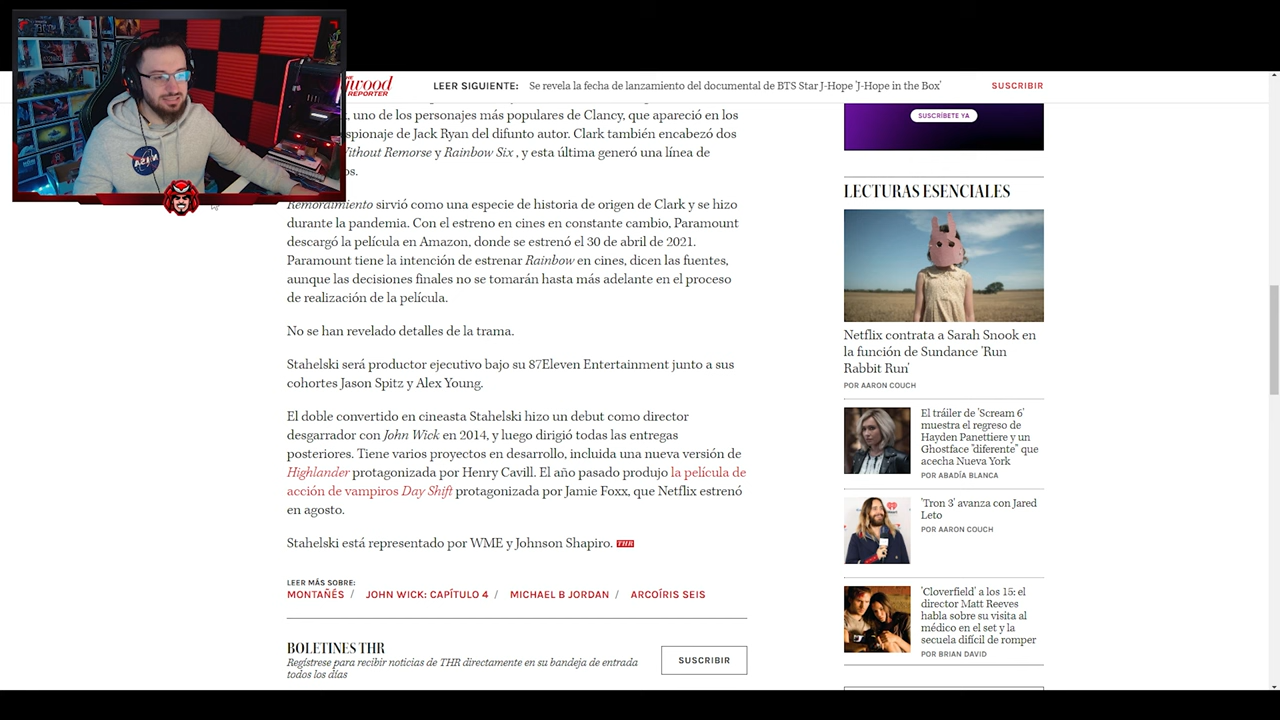 NASA
wood
REPORTER
LEER SIGUIENTE: Se revela la fecha de lanzamiento del documental de BTS Star J-Hope 'J-Hope in the Box'
SUSCRIBIR
, uno de los personajes más populares de Clancy, que apareció en los
spionaje de Jack Ryan del difunto autor. Clark también encabezó dos
Without Remorse y Rainbow Six , y esta última generó una línea de
os.
Remordimiento sirvió como una especie de historia de origen de Clark y se hizo
durante la pandemia. Con el estreno en cines en constante cambio, Paramount
descargó la película en Amazon, donde se estrenó el 30 de abril de 2021.
Paramount tiene la intención de estrenar Rainbow en cines, dicen las fuentes,
aunque las decisiones finales no se tomarán hasta más adelante en el proceso
de realización de la película.
No se han revelado detalles de la trama.
Stahelski será productor ejecutivo bajo su 87Eleven Entertainment junto a sus
cohortes Jason Spitz y Alex Young.
El doble convertido en cineasta Stahelski hizo un debut como director
desgarrador con John Wick en 2014, y luego dirigió todas las entregas
posteriores. Tiene varios proyectos en desarrollo, incluida una nueva versión de
Highlander protagonizada por Henry Cavill. El año pasado produjo la película de
acción de vampiros Day Shift protagonizada por Jamie Foxx, que Netflix estrenó
en agosto.
Stahelski está representado por WME y Johnson Shapiro. THR
LEER MÁS SOBRE:
MONTAÑÉS / JOHN WICK: CAPÍTULO 4 / MICHAEL B JORDAN / ARCOÍRIS SEIS
BOLETINES THR
Regístrese para recibir noticias de THR directamente en su bandeja de entrada
todos los días
SUSCRIBIR
SUSCRÍBETE YA
LECTURAS ESENCIALES
Netflix contrata a Sarah Snook en
la función de Sundance 'Run
Rabbit Run'
POR AARON COUCH
El tráiler de 'Scream 6'
muestra el regreso de
Hayden Panettiere y un
Ghostface "diferente" que
acecha Nueva York
POR ABADÍA BLANCA
'Tron 3' avanza con Jared
Leto
POR AARON COUCH
'Cloverfield' a los 15: el
director Matt Reeves
habla sobre su visita al
médico en el set y la
secuela difícil de romper
POR BRIAN DAVID